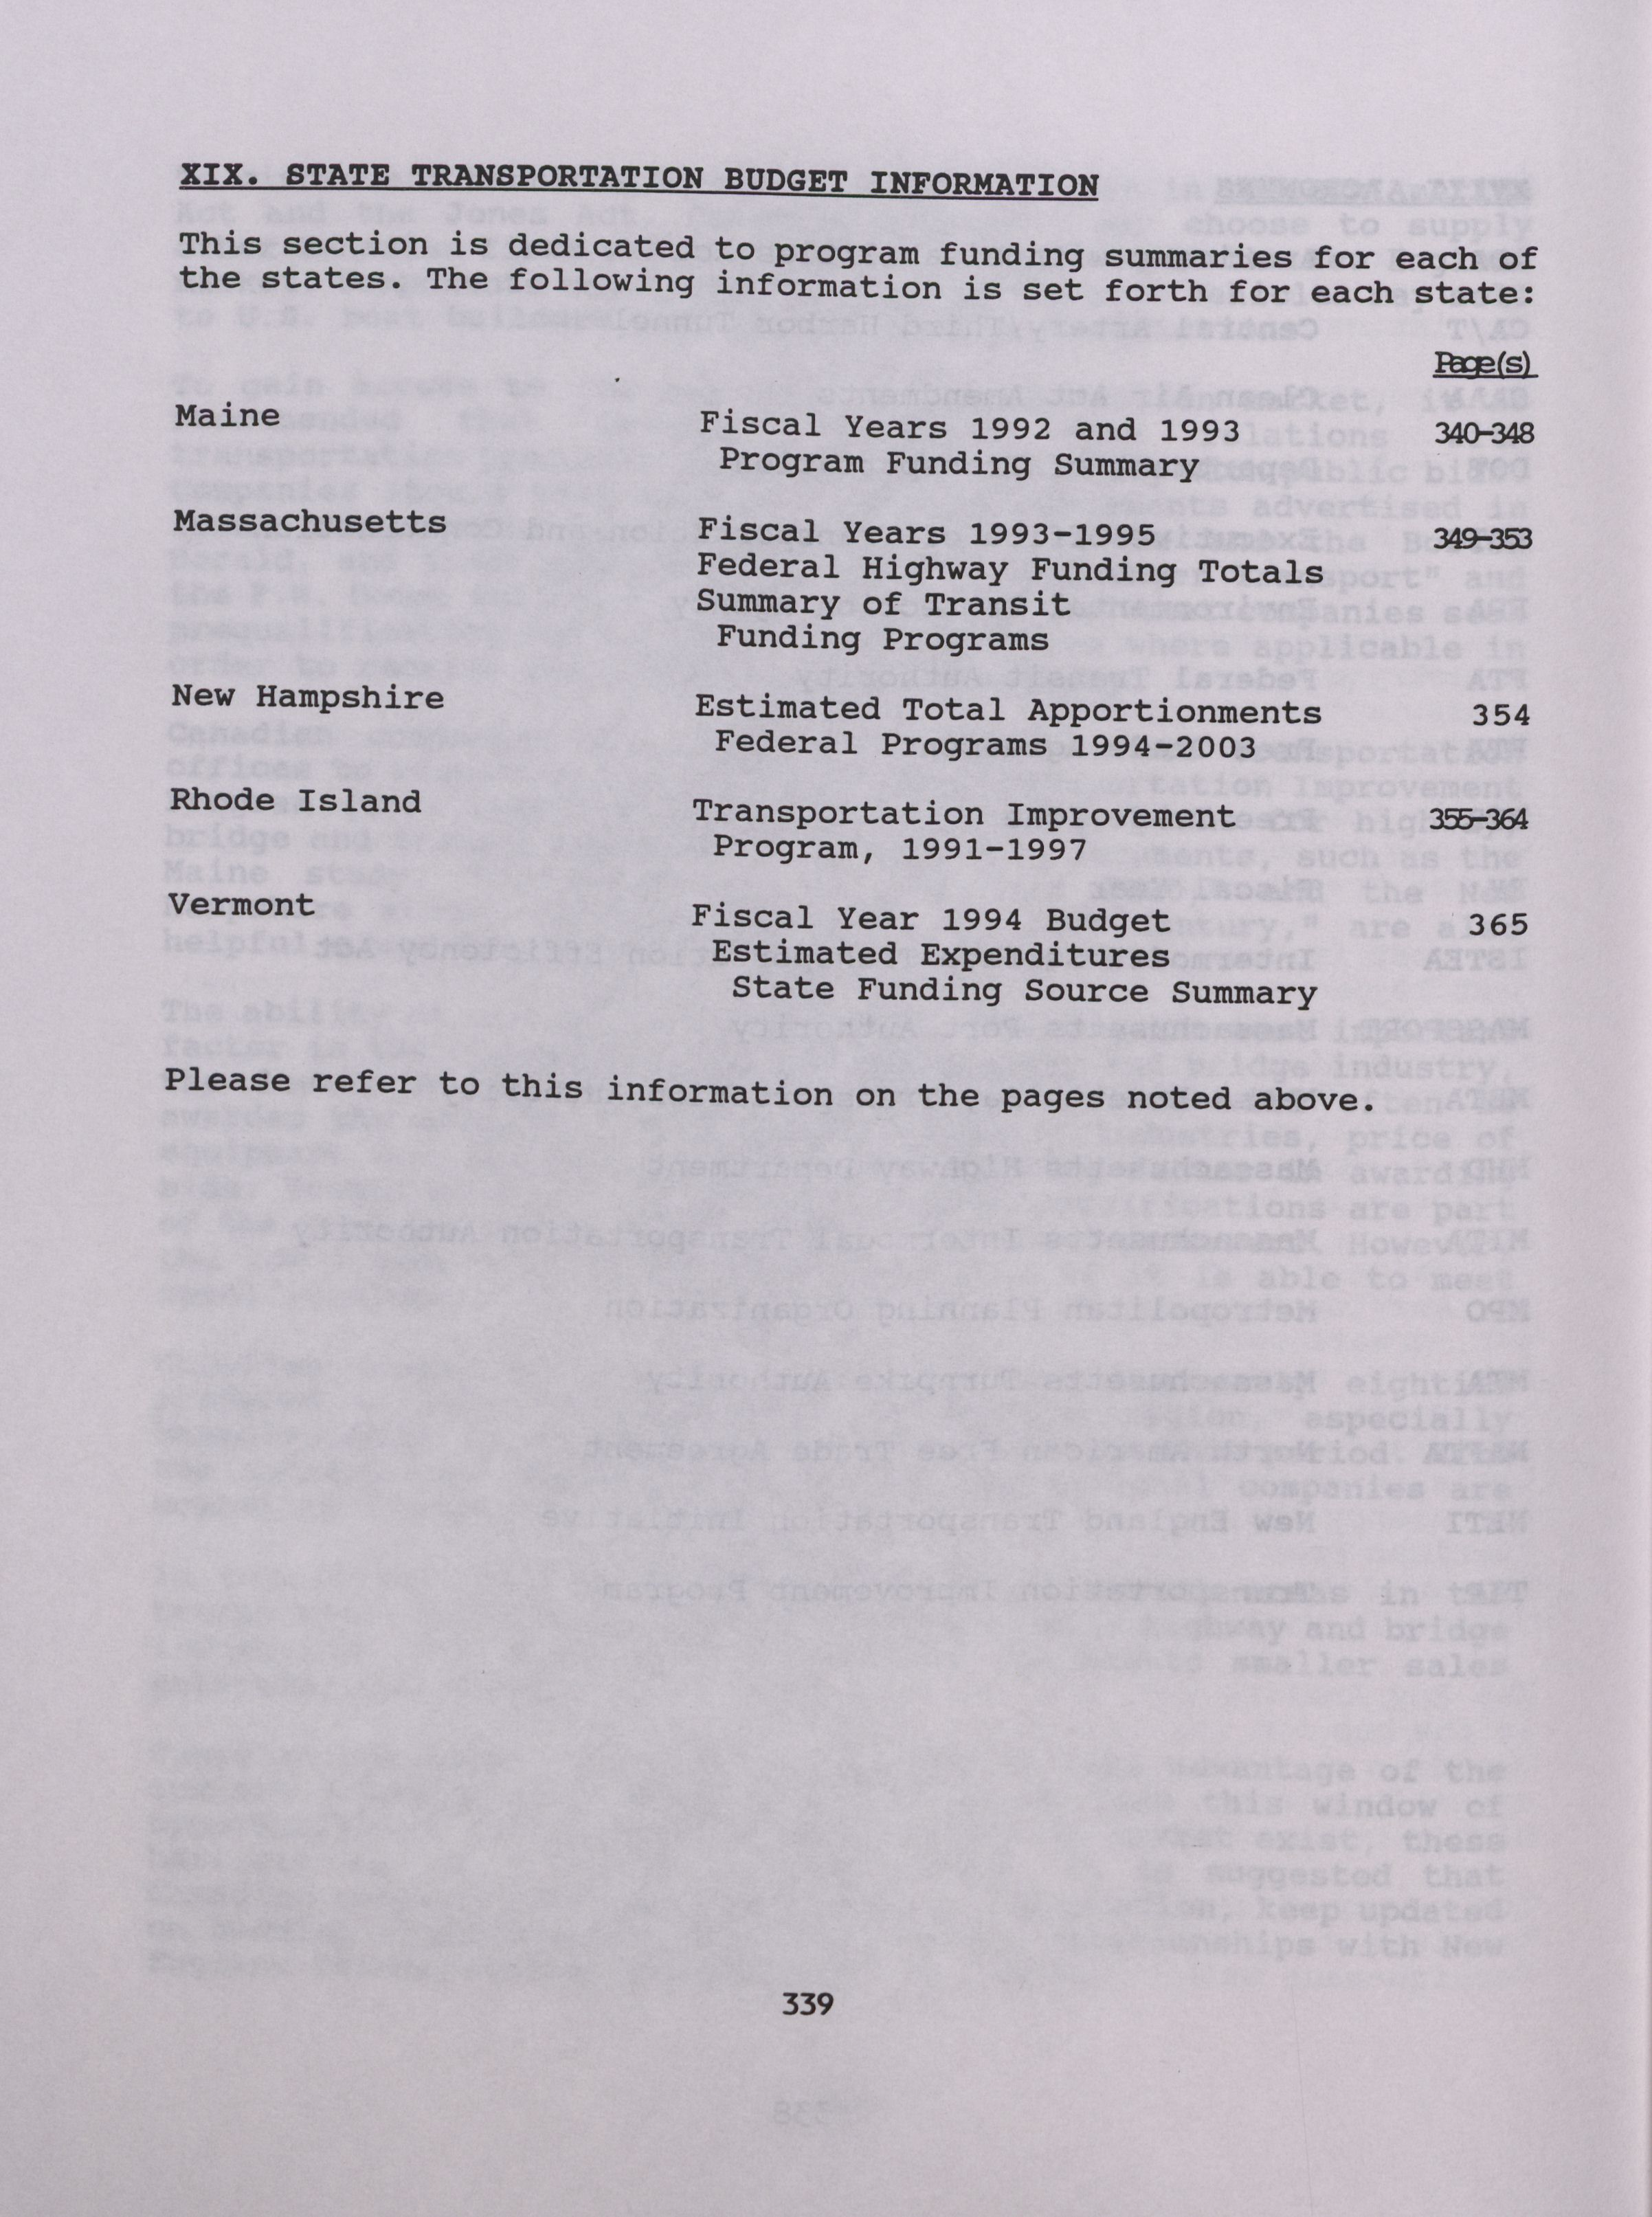 XIX. STATE TRANSPORTATION BUDGET INFORMATION
This section is dedicated to program funding summaries for each of
the states. The following information is set forth for each state:
Page(s)
Maine Fiscal Years 1992 and 1993 340-348
Program Funding Summary
Massachusetts Fiscal Years 1993-1995 349-353
Federal Highway Funding Totals
Summary of Transit
Funding Programs
New Hampshire Estimated Total Apportionments 354
Federal Programs 1994-2003
Rhode Island Transportation Improvement 355-364
Program, 1991-1997
Vermont Fiscal Year 1994 Budget 365
Estimated Expenditures
State Funding Source Summary
Please refer to this information on the pages noted above.
339